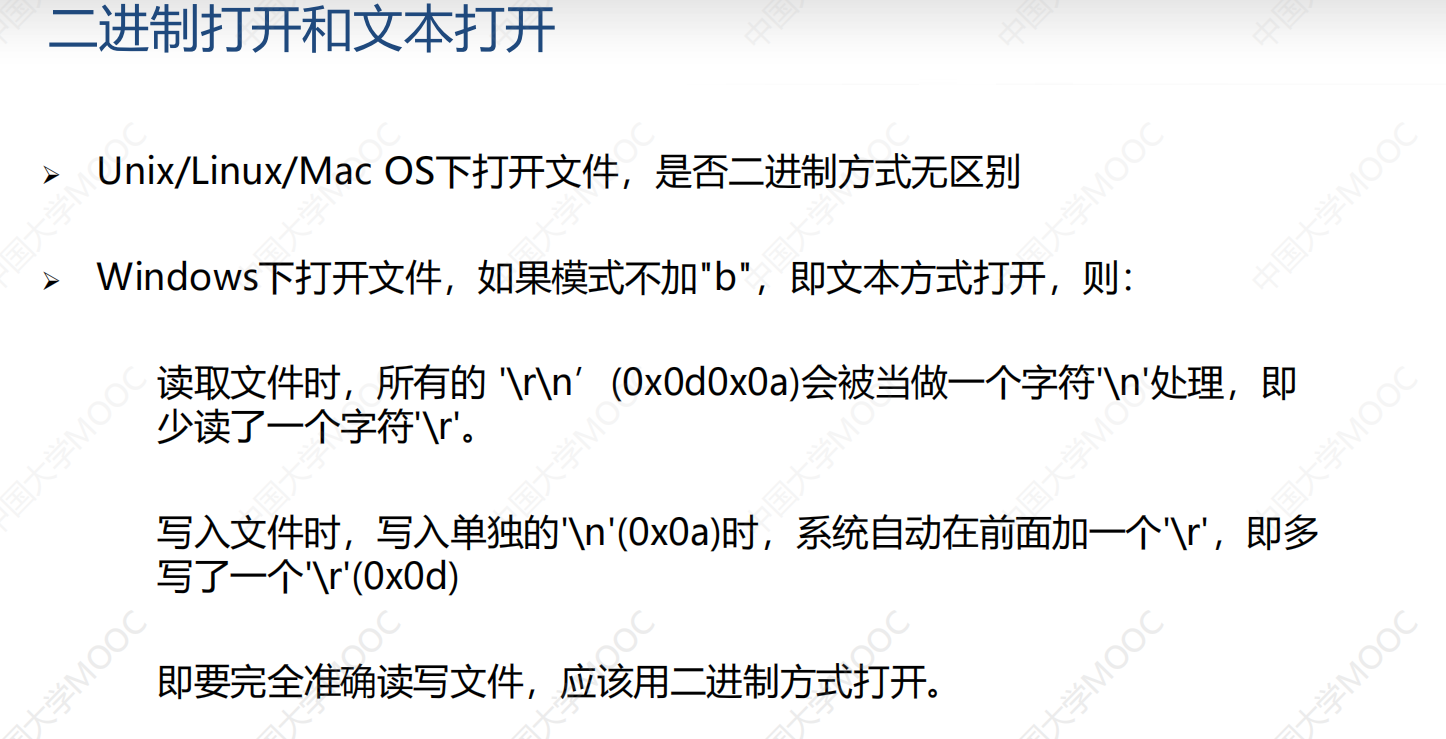 二进制打开和文本打开
➢ Unix/Linux/Mac OS下打开文件，是否二进制方式无区别
➢ Windows下打开文件，如果模式不加"b"，即文本方式打开，则：
读取文件时，所有的 '\r\n’ (0x0d0x0a)会被当做一个字符'\n'处理，即
少读了一个字符'\r'。
写入文件时，写入单独的'\n'(0x0a)时，系统自动在前面加一个'\r'，即多
写了一个'\r'(0x0d)
即要完全准确读写文件，应该用二进制方式打开。
中国大学MOOC